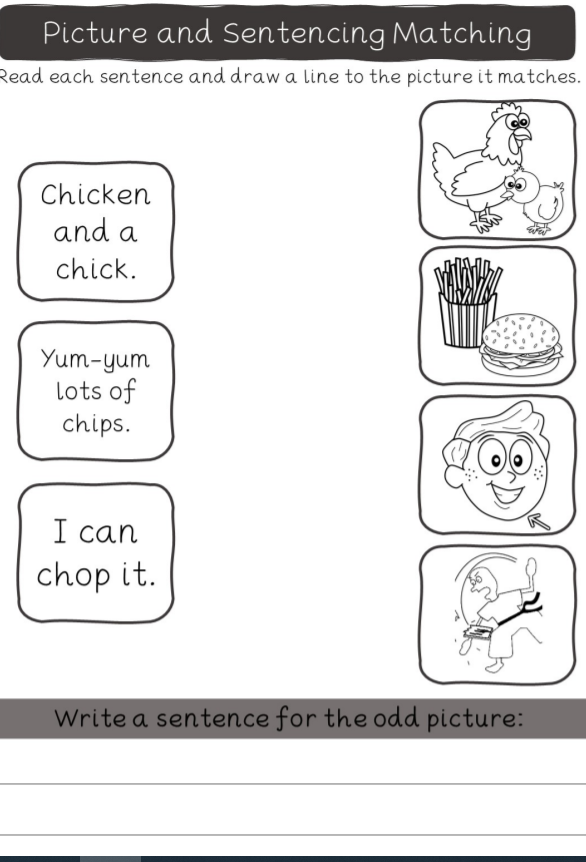 Picture and Sentencing Matching
Read each sentence and draw a line to the picture it matches.
Chicken
and a
chick.
Yum-yum
lots of
chips.
I can
chop it.
Write a sentence for the odd picture: